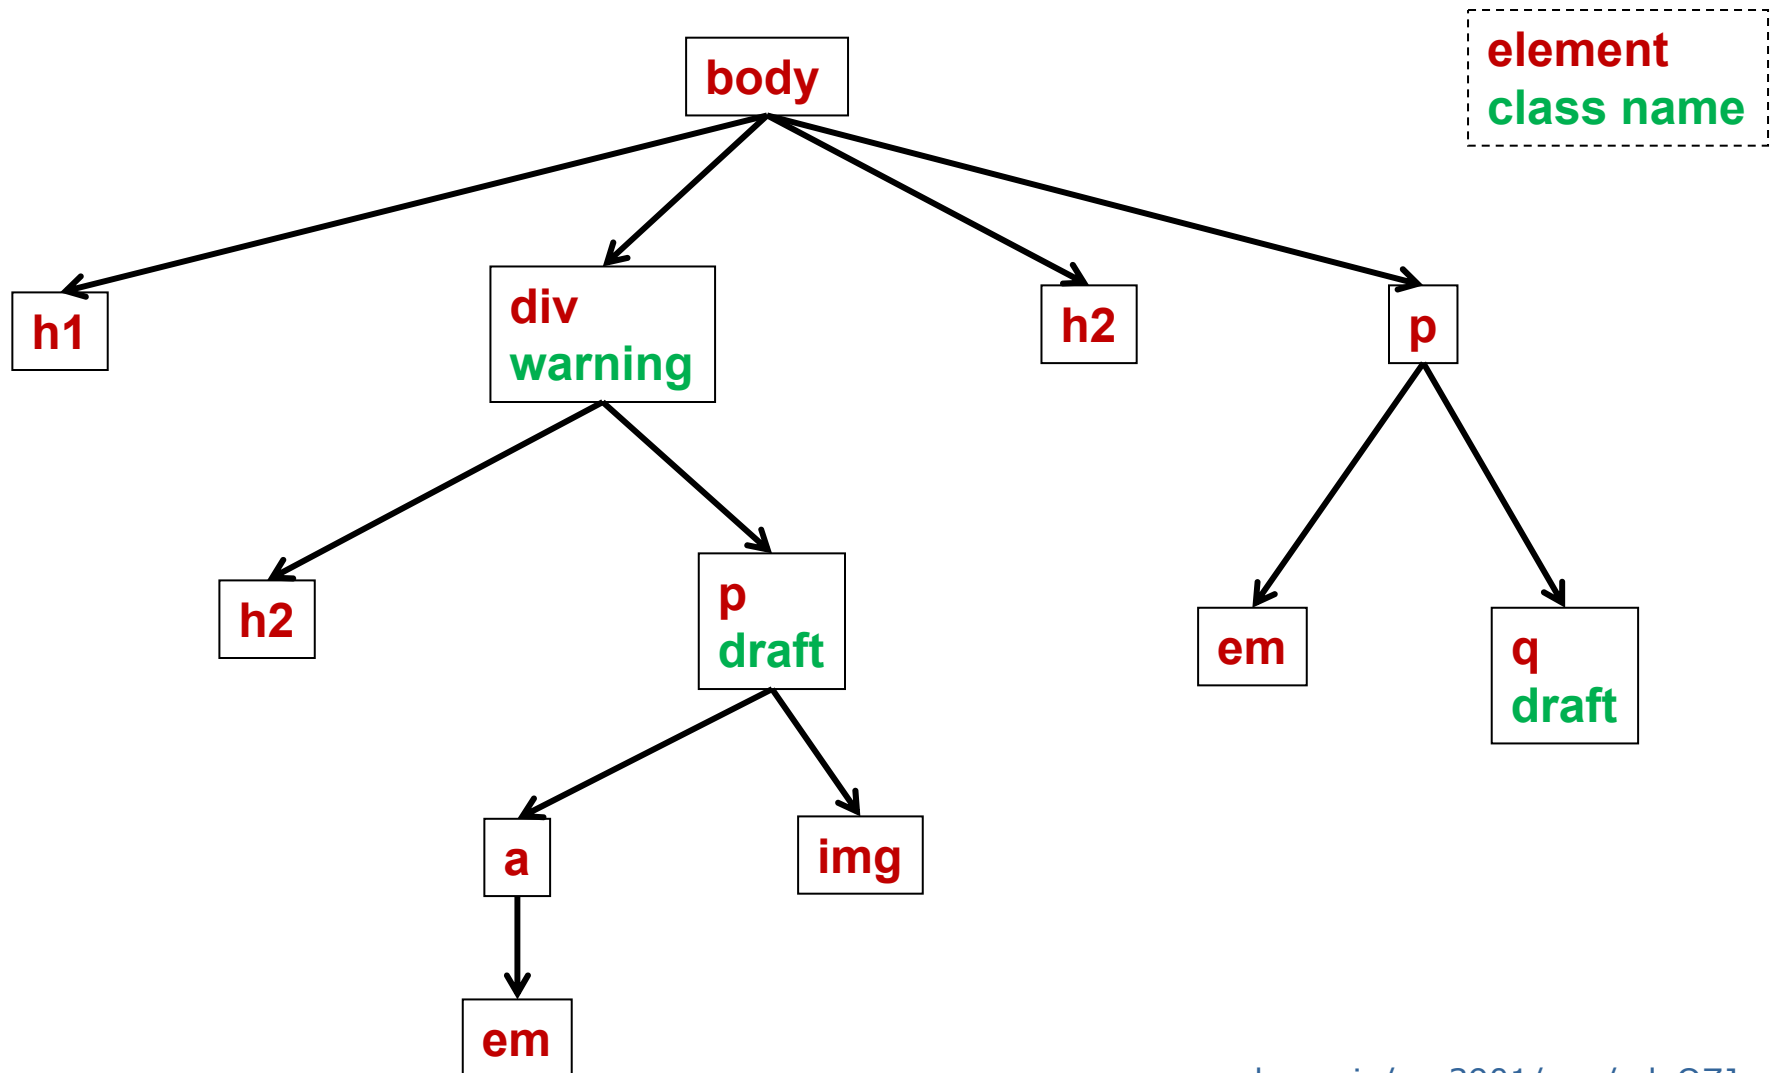 element
class name
body
h1
div
warning
h2
p
h2
p
draft
em
q
draft
a
img
em